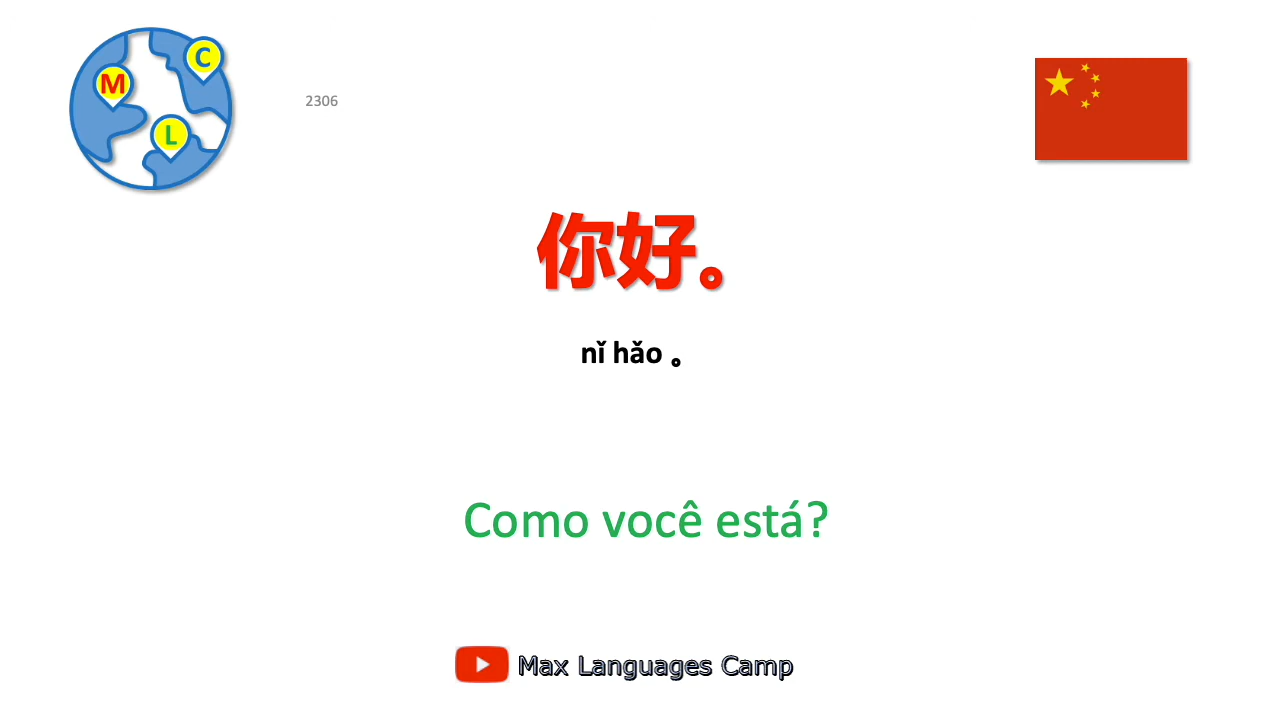 C
M
L
2306
你好。
nǐ hǎo 。
Como você está?
Max Languages Camp